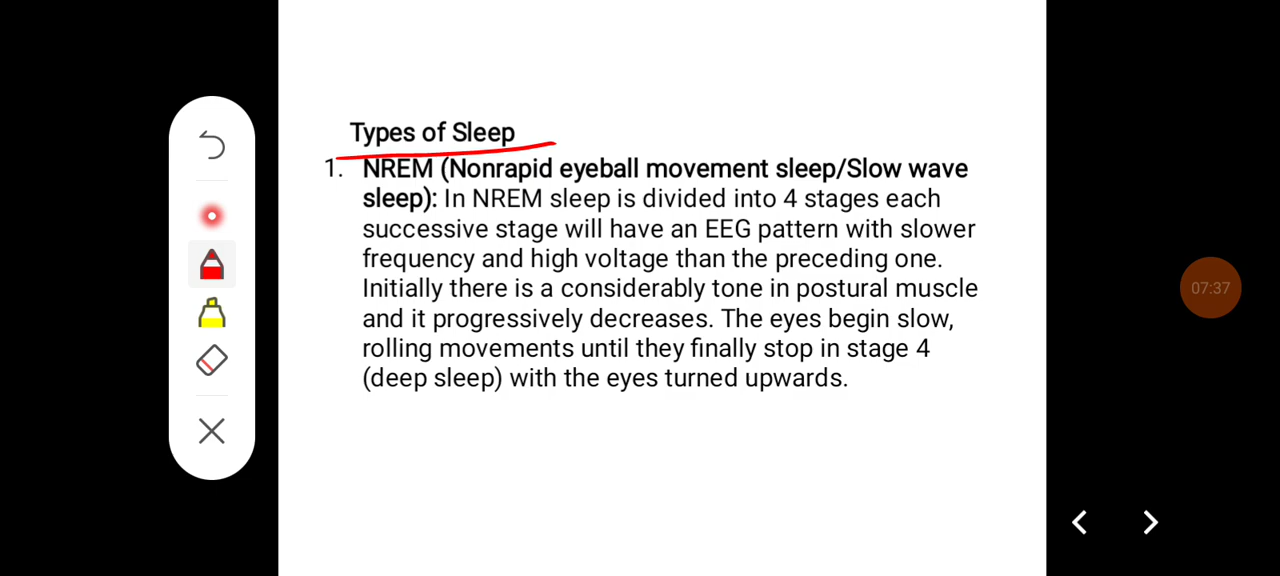 Types of Sleep
1. NREM (Nonrapid eyeball movement sleep/Slow wave
sleep): In NREM sleep is divided into 4 stages each
successive stage will have an EEG pattern with slower
frequency and high voltage than the preceding one.
Initially there is a considerably tone in postural muscle
and it progressively decreases. The eyes begin slow,
rolling movements until they finally stop in stage 4
(deep sleep) with the eyes turned upwards.
07:37